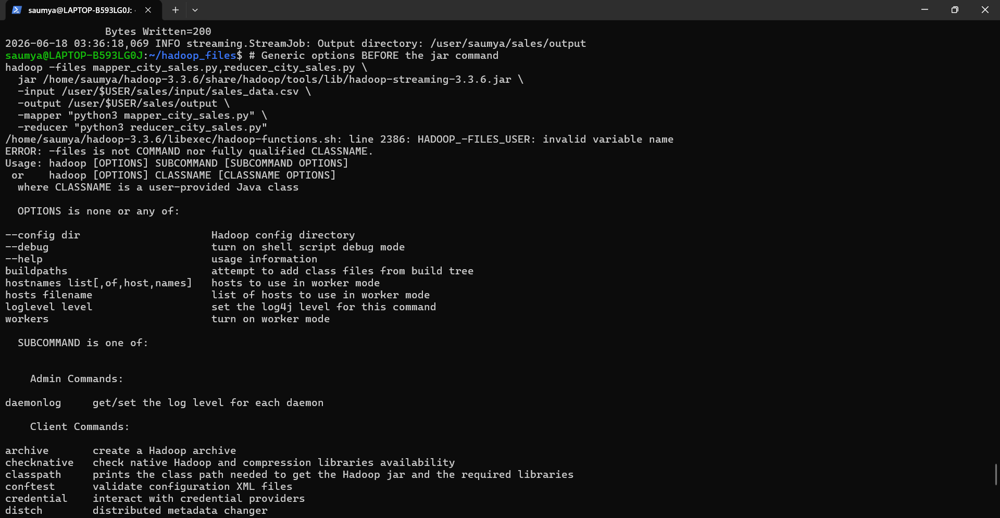 saumya@LAPTOP-B593LG0J: ·
Bytes Written=200
2026-06-18 03:36:18,069 INFO streaming.StreamJob: Output directory: /user/saumya/sales/output
saumya@LAPTOP-B593LG0J:~/hadoop_files$ # Generic options BEFORE the jar command
hadoop -files mapper_city_sales.py,reducer_city_sales.py \
  jar /home/saumya/hadoop-3.3.6/share/hadoop/tools/lib/hadoop-streaming-3.3.6.jar \
  -input /user/$USER/sales/input/sales_data.csv \
  -output /user/$USER/sales/output \
  -mapper "python3 mapper_city_sales.py" \
  -reducer "python3 reducer_city_sales.py"
/home/saumya/hadoop-3.3.6/libexec/hadoop-functions.sh: line 2386: HADOOP_-FILES_USER: invalid variable name
ERROR: -files is not COMMAND nor fully qualified CLASSNAME.
Usage: hadoop [OPTIONS] SUBCOMMAND [SUBCOMMAND OPTIONS]
 or    hadoop [OPTIONS] CLASSNAME [CLASSNAME OPTIONS]
  where CLASSNAME is a user-provided Java class
  OPTIONS is none or any of:
--config dir                     Hadoop config directory
--debug                          turn on shell script debug mode
--help                           usage information
buildpaths                       attempt to add class files from build tree
hostnames list[,of,host,names]   hosts to use in worker mode
hosts filename                   list of hosts to use in worker mode
loglevel level                   set the log4j level for this command
workers                          turn on worker mode
  SUBCOMMAND is one of:
    Admin Commands:
daemonlog     get/set the log level for each daemon
    Client Commands:
archive       create a Hadoop archive
checknative   check native Hadoop and compression libraries availability
classpath     prints the class path needed to get the Hadoop jar and the required libraries
conftest      validate configuration XML files
credential    interact with credential providers
distch        distributed metadata changer